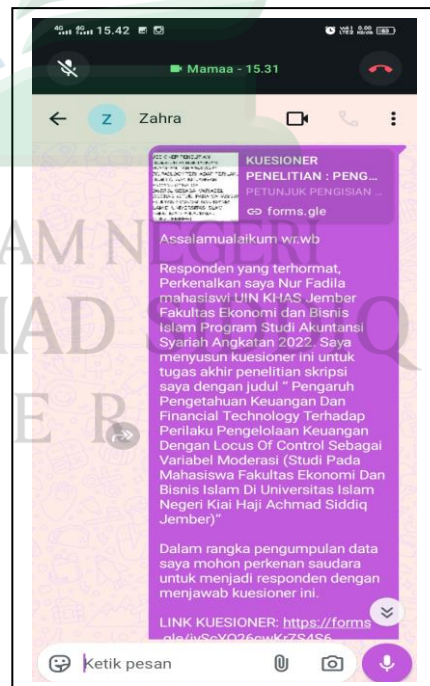 15.42
Mamaa - 15.31
Z Zahra
KUESIONER
PENELITIAN : PENG...
PETUNJUK PENGISIAN ...
forms.gle
Assalamualaikum wr.wb
Responden yang terhormat,
Perkenalkan saya Nur Fadila
mahasiswi UIN KHAS Jember
Fakultas Ekonomi dan Bisnis
Islam Program Studi Akuntansi
Syariah Angkatan 2022. Saya
menyusun kuesioner ini untuk
tugas akhir penelitian skripsi
saya dengan judul “ Pengaruh
Pengetahuan Keuangan Dan
Financial Technology Terhadap
Perilaku Pengelolaan Keuangan
Dengan Locus Of Control Sebagai
Variabel Moderasi (Studi Pada
Mahasiswa Fakultas Ekonomi Dan
Bisnis Islam Di Universitas Islam
Negeri Kiai Haji Achmad Siddiq
Jember)"
Dalam rangka pengumpulan data
saya mohon perkenan saudara
untuk menjadi responden dengan
menjawab kuesioner ini.
LINK KUESIONER: https://forms
Ketik pesan